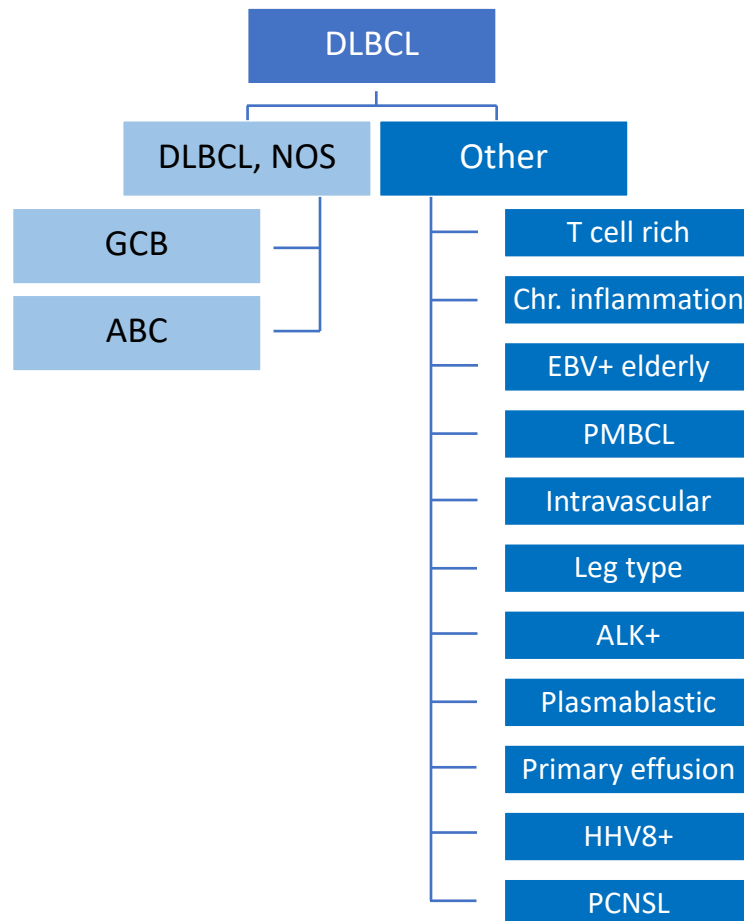 DLBCL
DLBCL, NOS
Other
GCB
ABC
T cell rich
Chr. inflammation
EBV+ elderly
PMBCL
Intravascular
Leg type
ALK+
Plasmablastic
Primary effusion
HHV8+
PCNSL